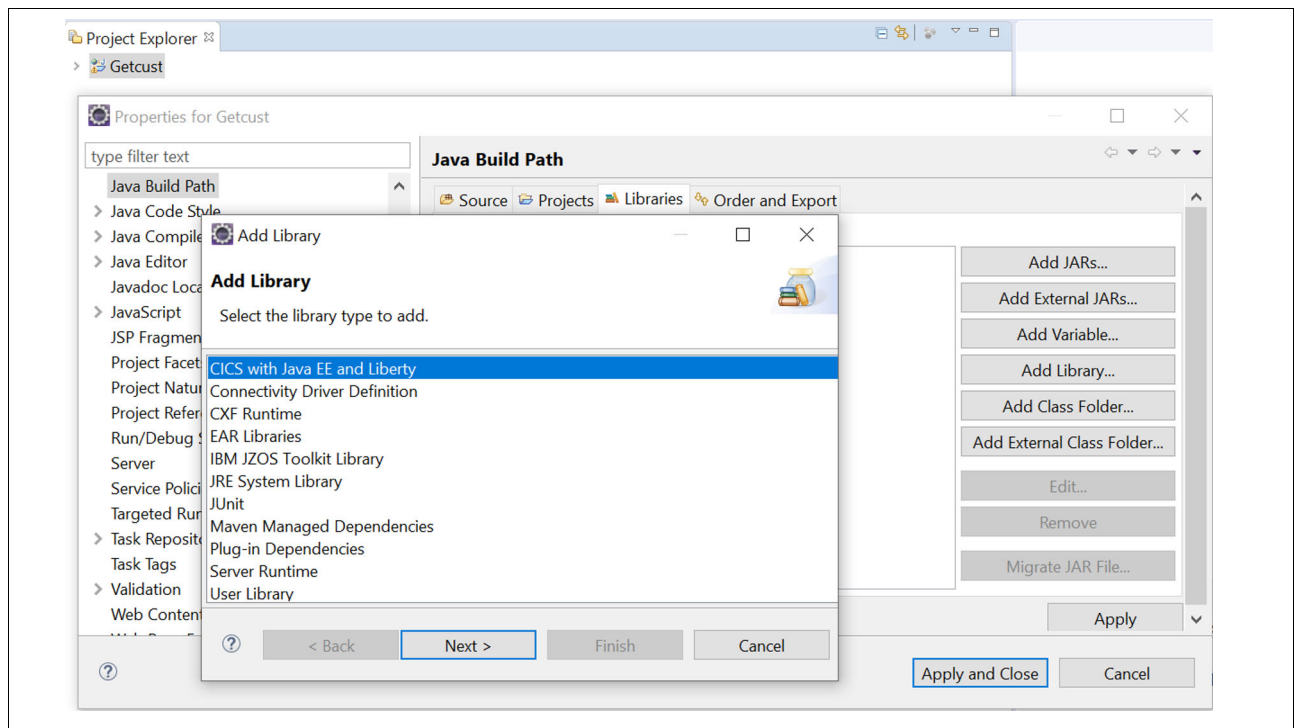 Project Explorer
Getcust
Properties for Getcust
type filter text
Java Build Path
Java Build Path
Source Projects Libraries Order and Export
Java Code Style
Java Compile
Java Editor
Javadoc Loca
JavaScript
JSP Fragmen
Project Facet
Project Natur
Project Refer
Run/Debug S
Server
Service Polici
Targeted Run
Task Reposito
Task Tags
Validation
Web Content
Add Library
Add Library
Select the library type to add.
CICS with Java EE and Liberty
Connectivity Driver Definition
CXF Runtime
EAR Libraries
IBM JZOS Toolkit Library
JRE System Library
JUnit
Maven Managed Dependencies
Plug-in Dependencies
Server Runtime
User Library
< Back Next > Finish Cancel
Add JARs...
Add External JARs...
Add Variable...
Add Library...
Add Class Folder...
Add External Class Folder...
Edit...
Remove
Migrate JAR File...
Apply
Apply and Close Cancel